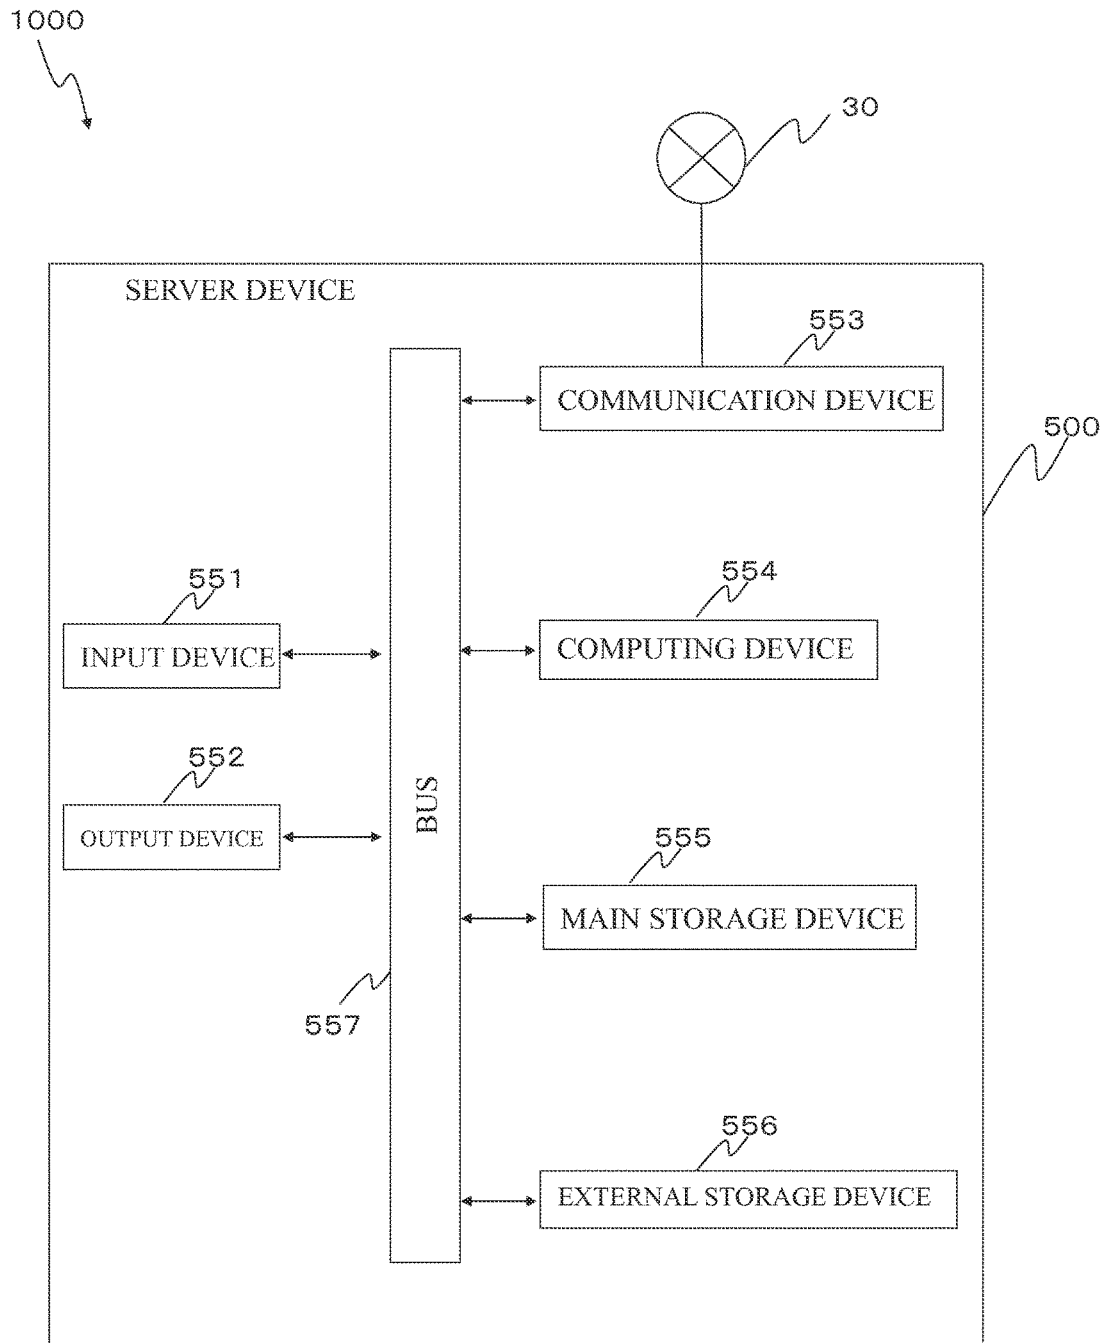 1000
30
SERVER DEVICE
553
COMMUNICATION DEVICE
500
551
INPUT DEVICE
554
COMPUTING DEVICE
552
OUTPUT DEVICE
BUS
555
MAIN STORAGE DEVICE
557
556
EXTERNAL STORAGE DEVICE